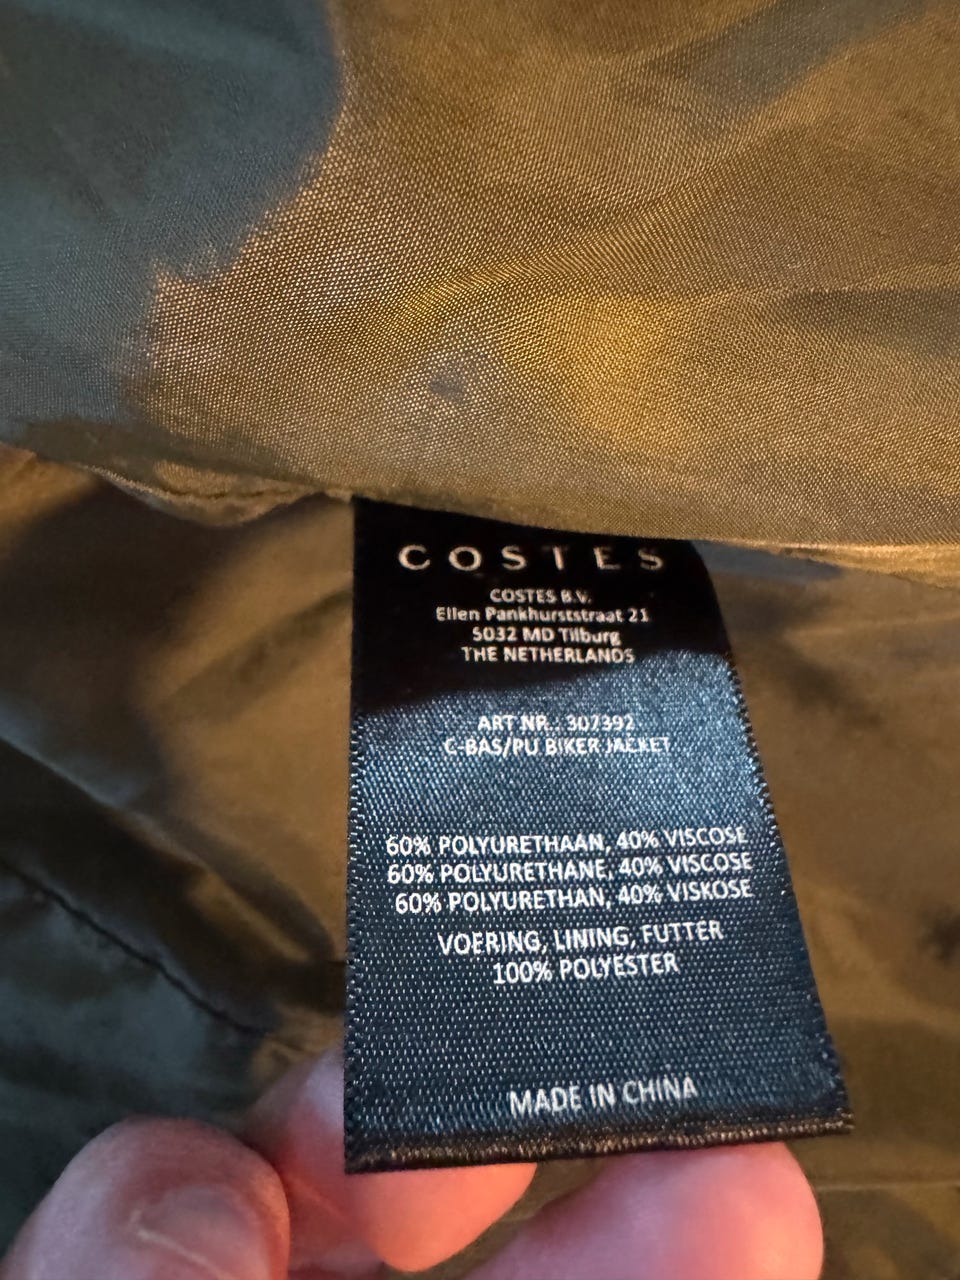 COSTES
COSTES B.V.
Ellen Pankhurststraat 21
5032 MD Tilburg
THE NETHERLANDS
ART NR.. 307392
C-BAS/PU BIKER JACKET
60% POLYURETHAAN, 40% VISCOSE
60% POLYURETHANE, 40% VISCOSE
60% POLYURETHAN, 40% VISKOSE
VOERING, LINING, FUTTER
100% POLYESTER
MADE IN CHINA